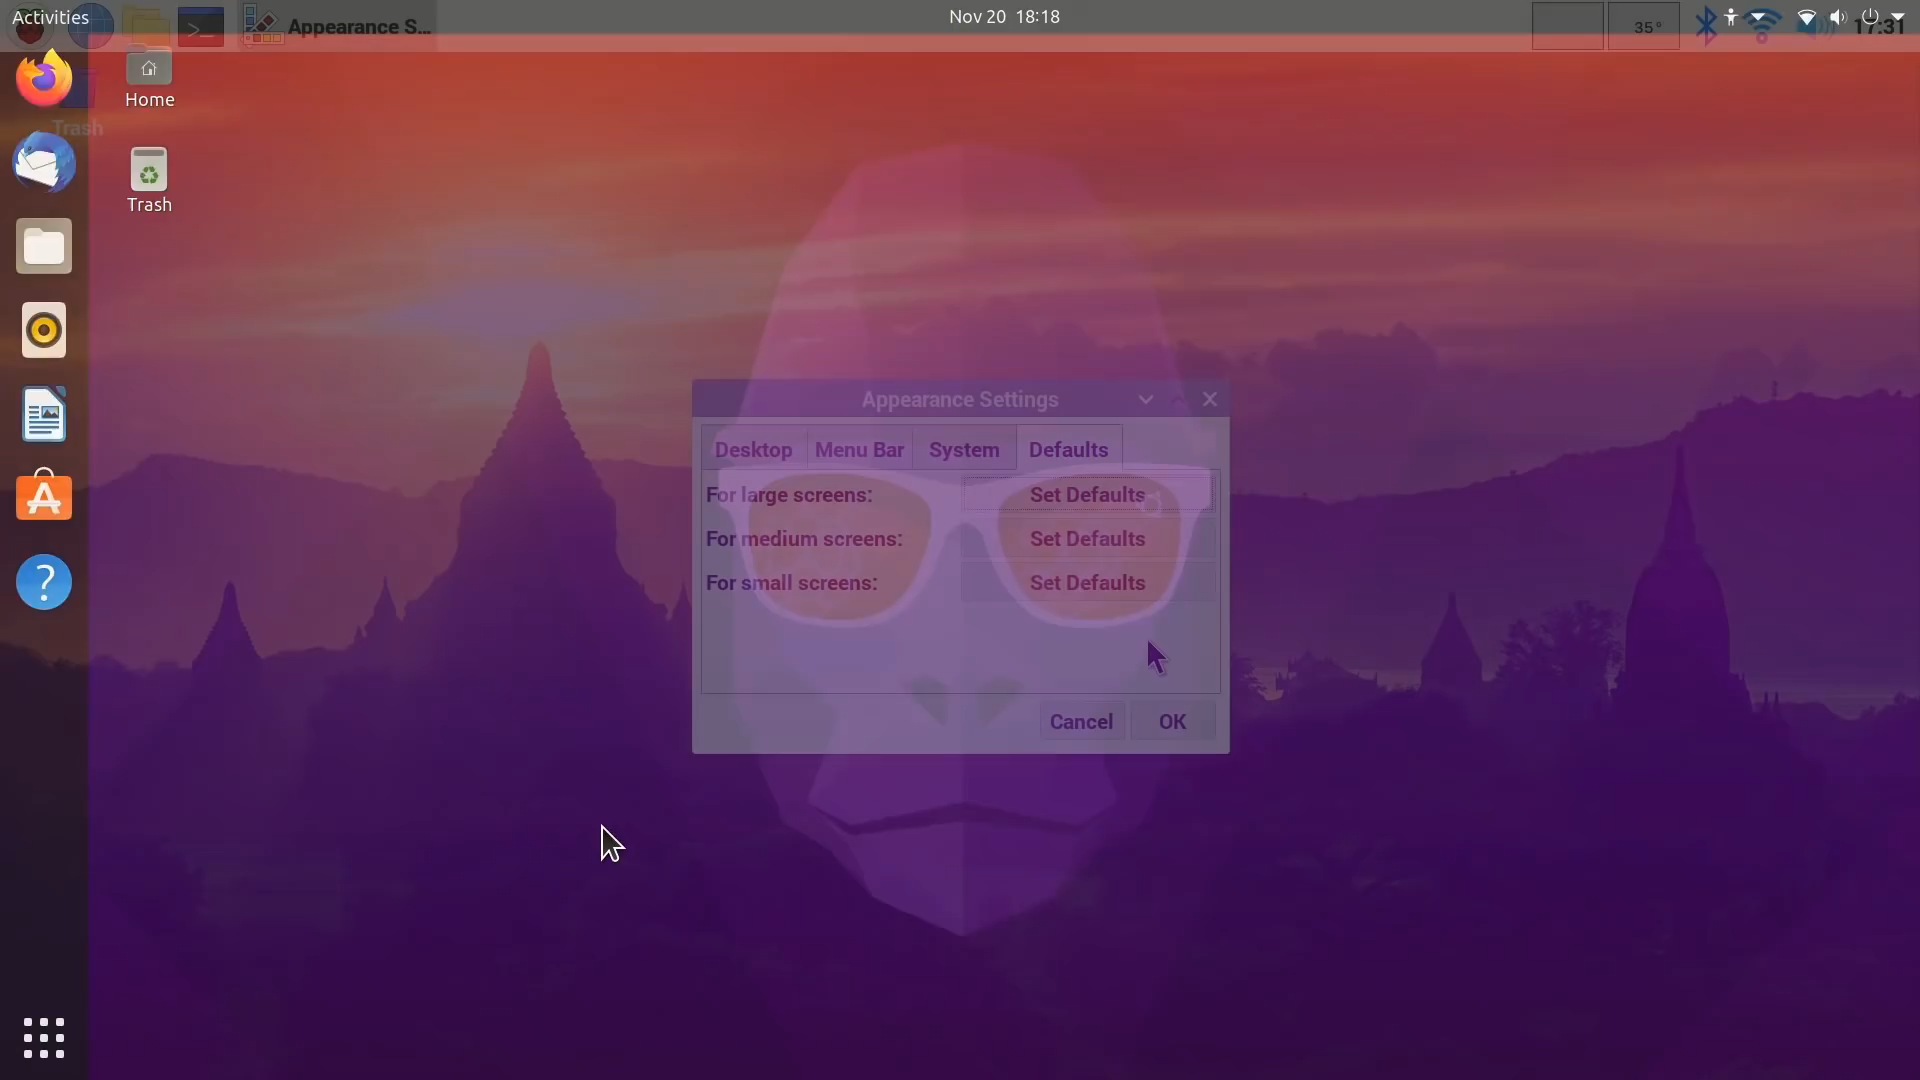 Activities
Appearance S...
Nov 20 18:18
35°
17:31
Home
Trash
Trash
Appearance Settings
Desktop
Menu Bar
System
Defaults
For large screens:
Set Defaults
For medium screens:
Set Defaults
For small screens:
Set Defaults
Cancel
OK